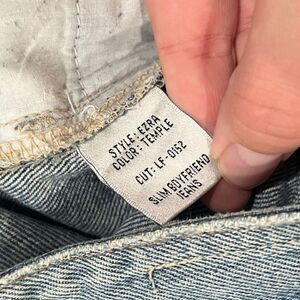 STYLE: EZRA
COLOR: TEMPLE
CUT: LF-0152
SLIM BOYFRIEND
JEANS